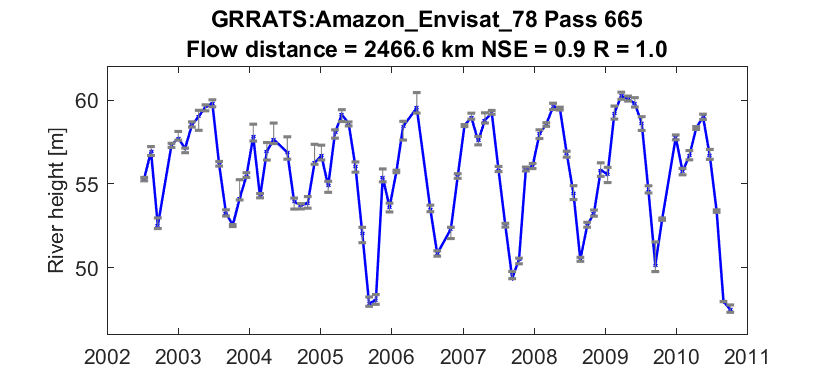 GRRATS:Amazon_Envisat_78 Pass 665
Flow distance = 2466.6 km NSE = 0.9 R = 1.0
River height [m]
60
55
50
2002 2003 2004 2005 2006 2007 2008 2009 2010 2011